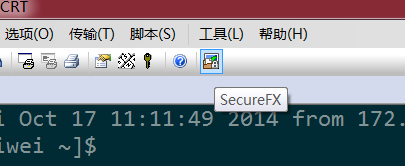 CRT
选项(O) 传输(T) 脚本(S) 工具(L) 帮助(H)
SecureFX
i Oct 17 11:11:49 2014 from 172.
iwei ~]$